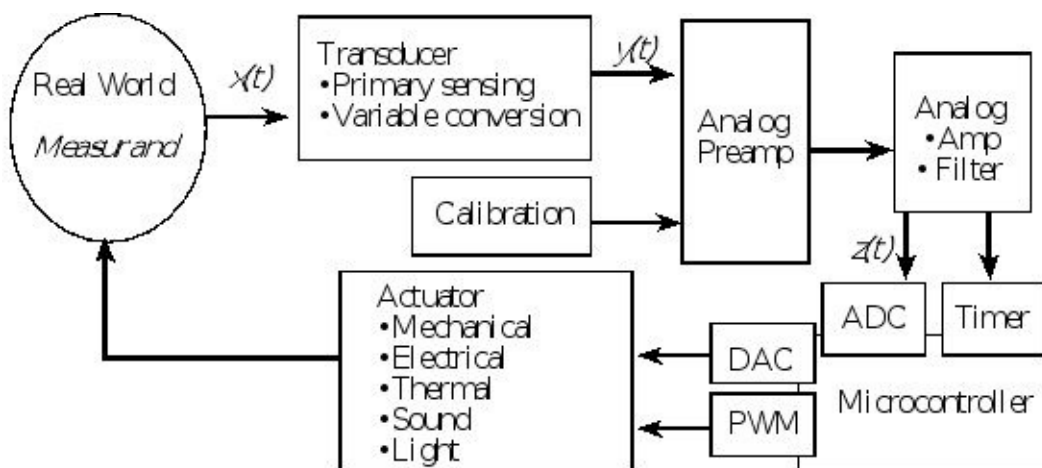 Real World
Measurand
x(t)
Transducer
•Primary sensing
•Variable conversion
y(t)
Analog
Preamp
Calibration
Analog
•Amp
•Filter
z(t)
ADC
Timer
Microcontroller
DAC
PWM
Actuator
•Mechanical
•Electrical
•Thermal
•Sound
•Light